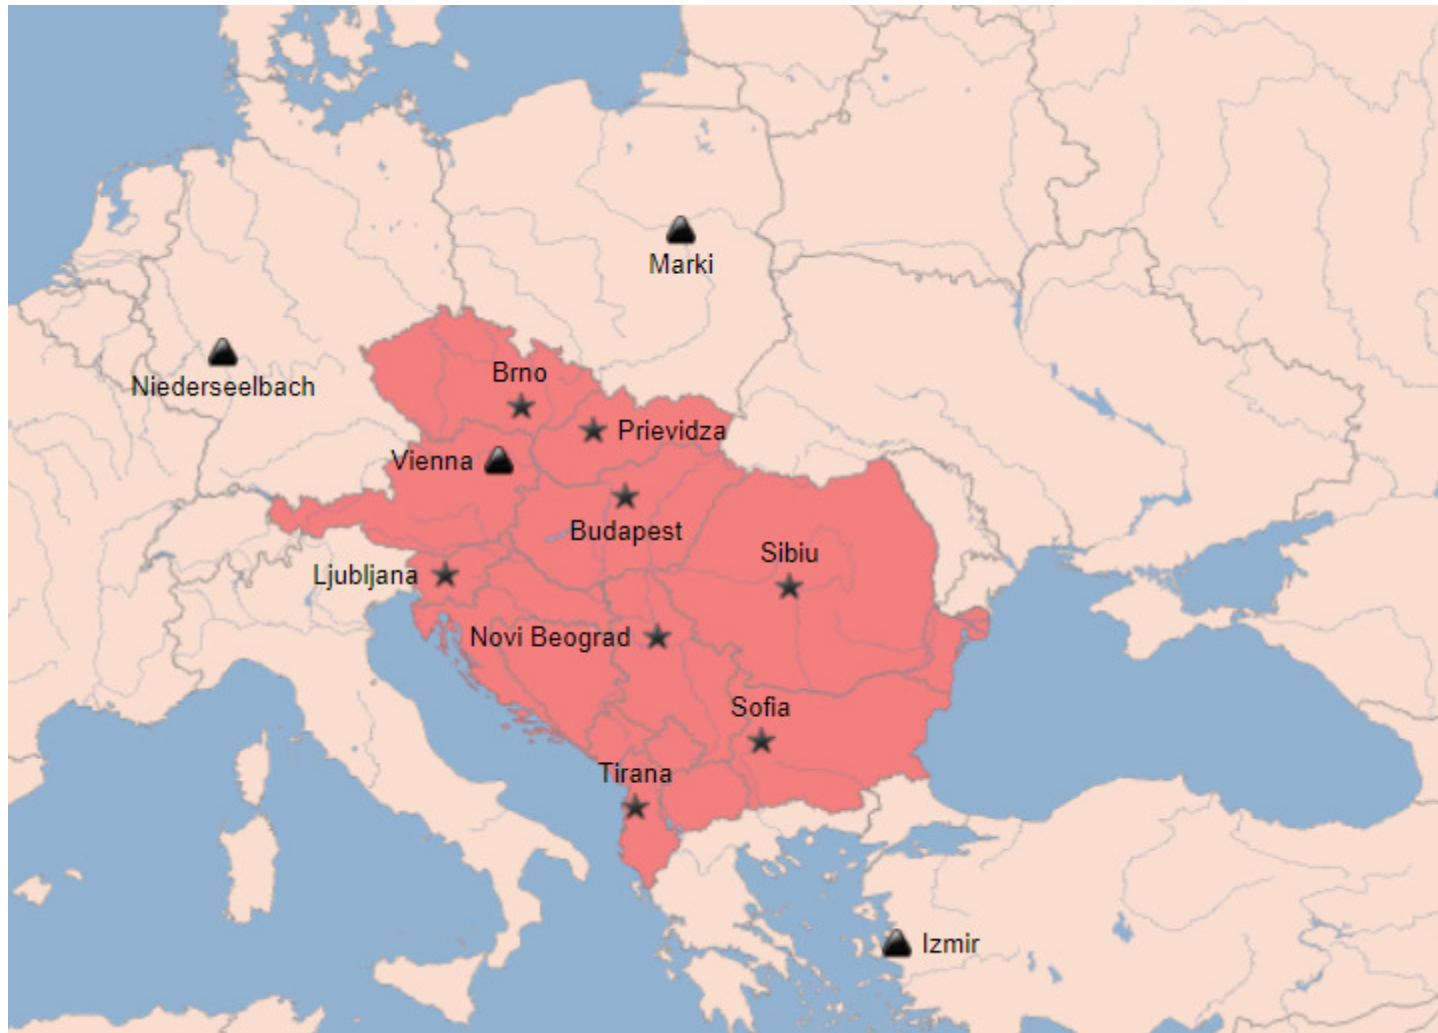 Marki
Niederseelbach
Brno
Prievidza
Vienna
Budapest
Sibiu
Ljubljana
Novi Beograd
Sofia
Tirana
Izmir